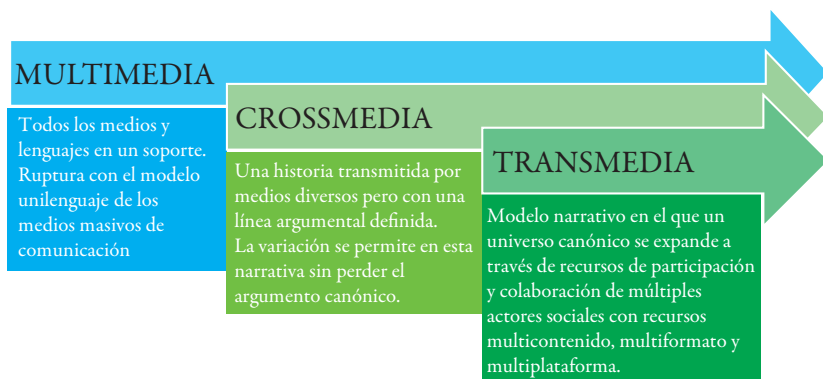 MULTIMEDIA
Todos los medios y
lenguajes en un soporte.
Ruptura con el modelo
unilenguaje de los
medios masivos de
comunicación
CROSSMEDIA
Una historia transmitida por
medios diversos pero con una
línea argumental definida.
La variación se permite en esta
narrativa sin perder el
argumento canónico.
TRANSMEDIA
Modelo narrativo en el que un
universo canónico se expande a
través de recursos de participación
y colaboración de múltiples
actores sociales con recursos
multicontenido, multiformato y
multiplataforma.